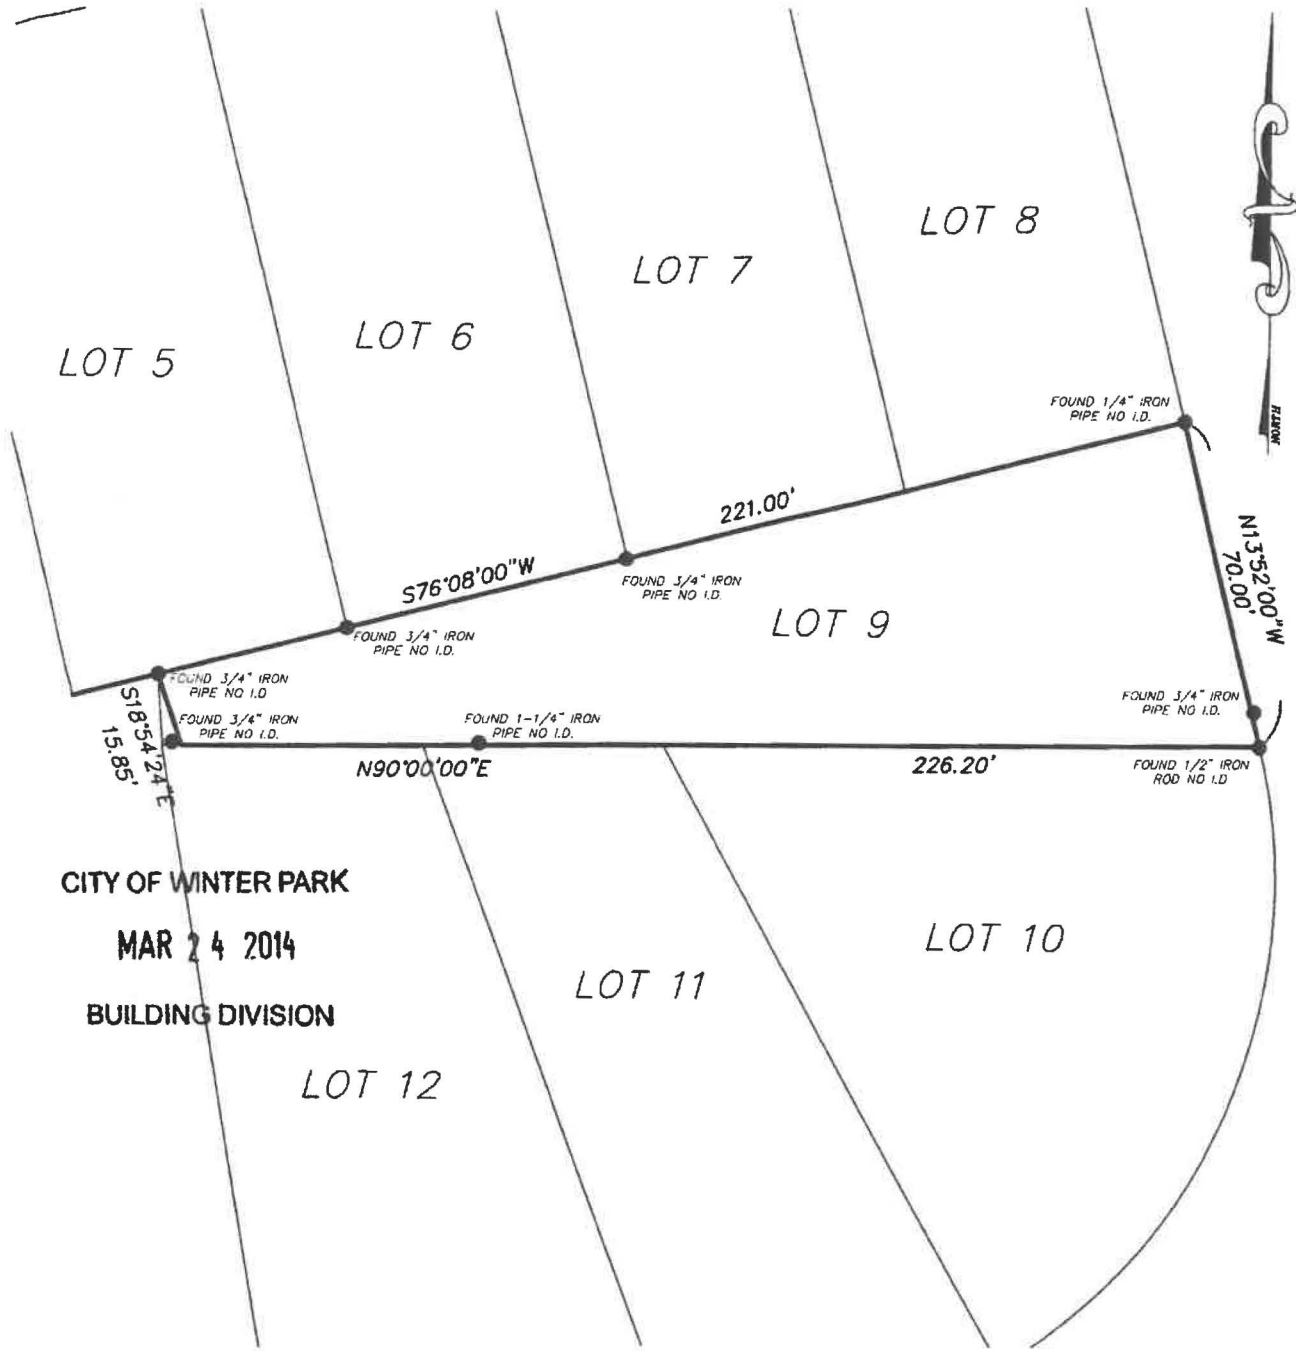 LOT 8
LOT 7
LOT 6
LOT 5
NORTH
FOUND 1/4" IRON
PIPE NO I.D.
221.00'
S76°08'00"W
N13°52'00"W
70.00'
FOUND 3/4" IRON
PIPE NO I.D.
LOT 9
FOUND 3/4" IRON
PIPE NO I.D.
FOUND 3/4" IRON
PIPE NO I.D
S18°54'24"E
15.85'
FOUND 3/4" IRON
PIPE NO I.D.
FOUND 1-1/4" IRON
PIPE NO I.D.
FOUND 3/4" IRON
PIPE NO I.D.
N90°00'00"E
226.20'
FOUND 1/2" IRON
ROD NO I.D
CITY OF WINTER PARK
MAR 24 2014
BUILDING DIVISION
LOT 10
LOT 11
LOT 12